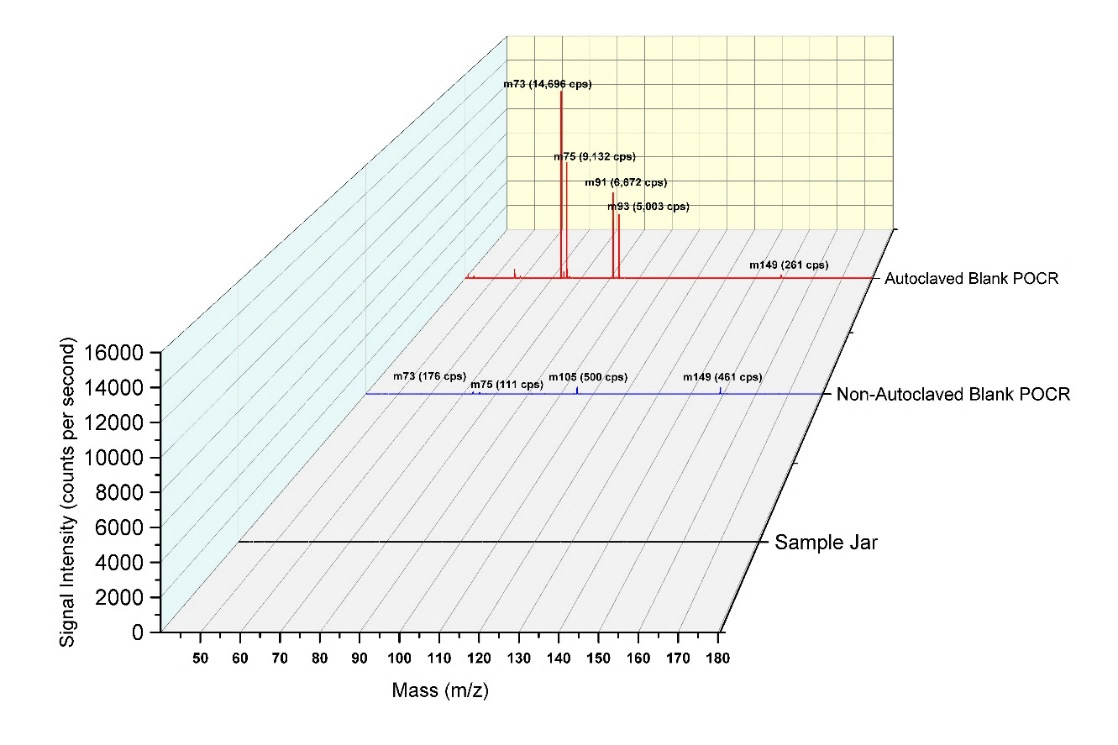 m73 (14,696 cps)
m75 (9,132 cps)
m91 (6,672 cps)
m93 (5,003 cps)
m149 (261 cps)
Autoclaved Blank POCR
m73 (176 cps)
m75 (111 cps)
m105 (500 cps)
m149 (461 cps)
Non-Autoclaved Blank POCR
Sample Jar
Signal Intensity (counts per second)
16000
14000
12000
10000
8000
6000
4000
2000
0
50 60 70 80 90 100 110 120 130 140 150 160 170 180
Mass (m/z)